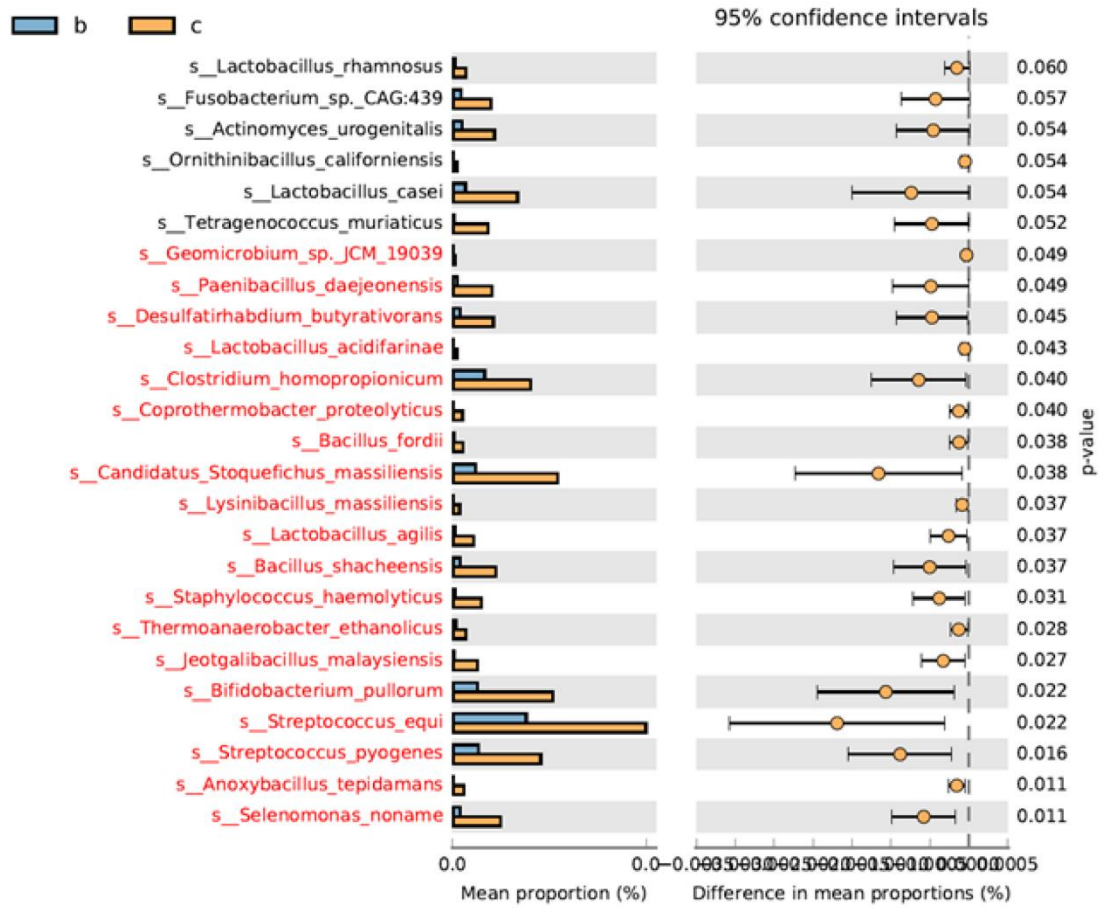 b c
95% confidence intervals
s__Lactobacillus_rhamnosus 0.060
s__Fusobacterium_sp._CAG:439 0.057
s__Actinomyces_urogenitalis 0.054
s__Ornithinibacillus_californiensis 0.054
s__Lactobacillus_casei 0.054
s__Tetragenococcus_muriaticus 0.052
s__Geomicrobium_sp._JCM_19039 0.049
s__Paenibacillus_daejeonensis 0.049
s__Desulfatirhabdium_butyrativorans 0.045
s__Lactobacillus_acidifarinae 0.043
s__Clostridium_homopropionicum 0.040
s__Coprothermobacter_proteolyticus 0.040
s__Bacillus_fordii 0.038
s__Candidatus_Stoquefichus_massiliensis 0.038
s__Lysinibacillus_massiliensis 0.037
s__Lactobacillus_agilis 0.037
s__Bacillus_shacheensis 0.037
s__Staphylococcus_haemolyticus 0.031
s__Thermoanaerobacter_ethanolicus 0.028
s__Jeotgalibacillus_malaysiensis 0.027
s__Bifidobacterium_pullorum 0.022
s__Streptococcus_equi 0.022
s__Streptococcus_pyogenes 0.016
s__Anoxybacillus_tepidamans 0.011
s__Selenomonas_noname 0.011
p-value
0.0 0.0
Mean proportion (%) Difference in mean proportions (%)